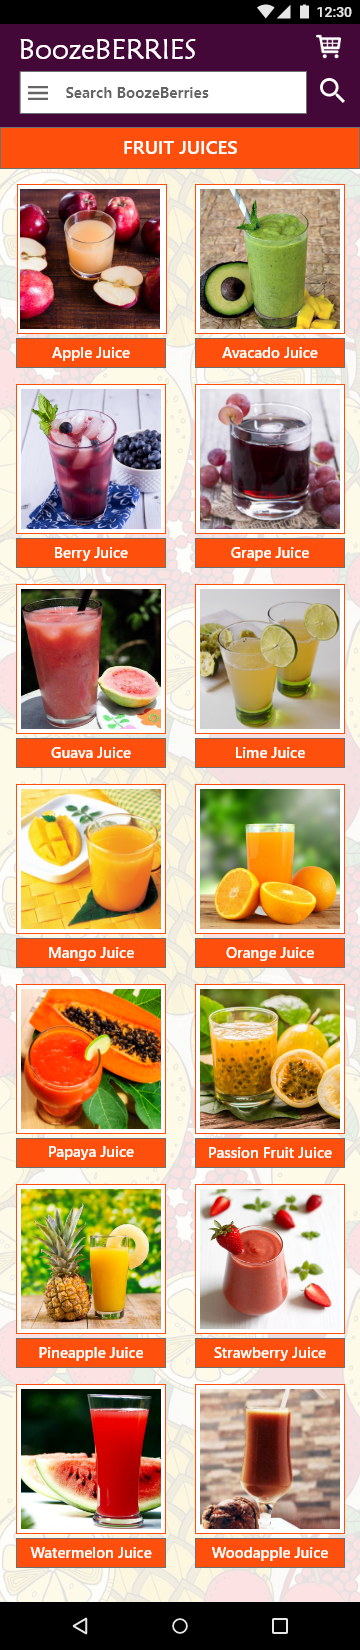 12:30
BoozeBERRIES
Search BoozeBerries
FRUIT JUICES
Apple Juice
Avacado Juice
Berry Juice
Grape Juice
Guava Juice
Lime Juice
Mango Juice
Orange Juice
Papaya Juice
Passion Fruit Juice
Pineapple Juice
Strawberry Juice
Watermelon Juice
Woodapple Juice